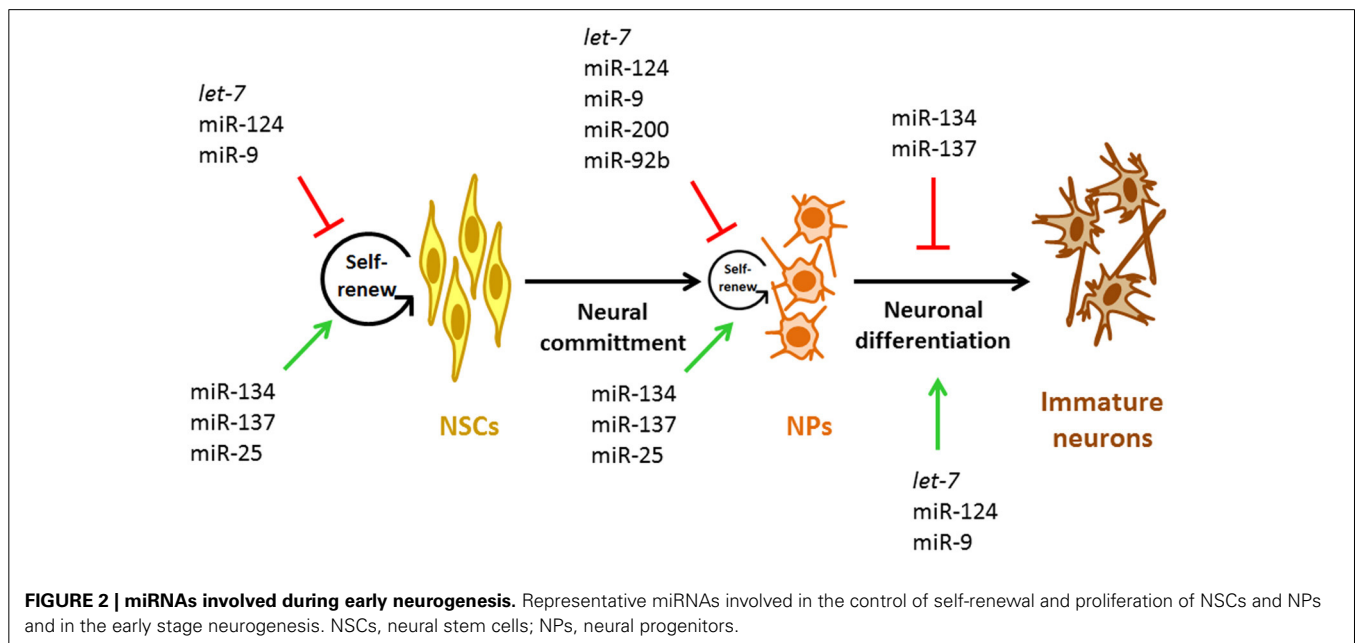 let-7
miR-124
miR-9
Self-
renew
miR-134
miR-137
miR-25
NSCs
Neural
committment
let-7
miR-124
miR-9
miR-200
miR-92b
Self-
renew
miR-134
miR-137
miR-25
NPs
miR-134
miR-137
Neuronal
differentiation
let-7
miR-124
miR-9
Immature
neurons
FIGURE 2 | miRNAs involved during early neurogenesis. Representative miRNAs involved in the control of self-renewal and proliferation of NSCs and NPs
and in the early stage neurogenesis. NSCs, neural stem cells; NPs, neural progenitors.